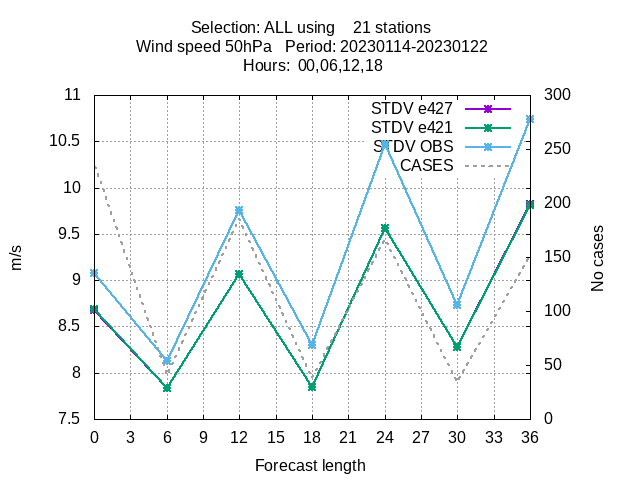 Selection: ALL using    21 stations
Wind speed 50hPa   Period: 20230114-20230122
Hours:  00,06,12,18
11
10.5
10
9.5
9
8.5
8
7.5
m/s
300
250
200
150
100
50
0
No cases
STDV e427
STDV e421
STDV OBS
CASES
0 3 6 9 12 15 18 21 24 27 30 33 36
Forecast length